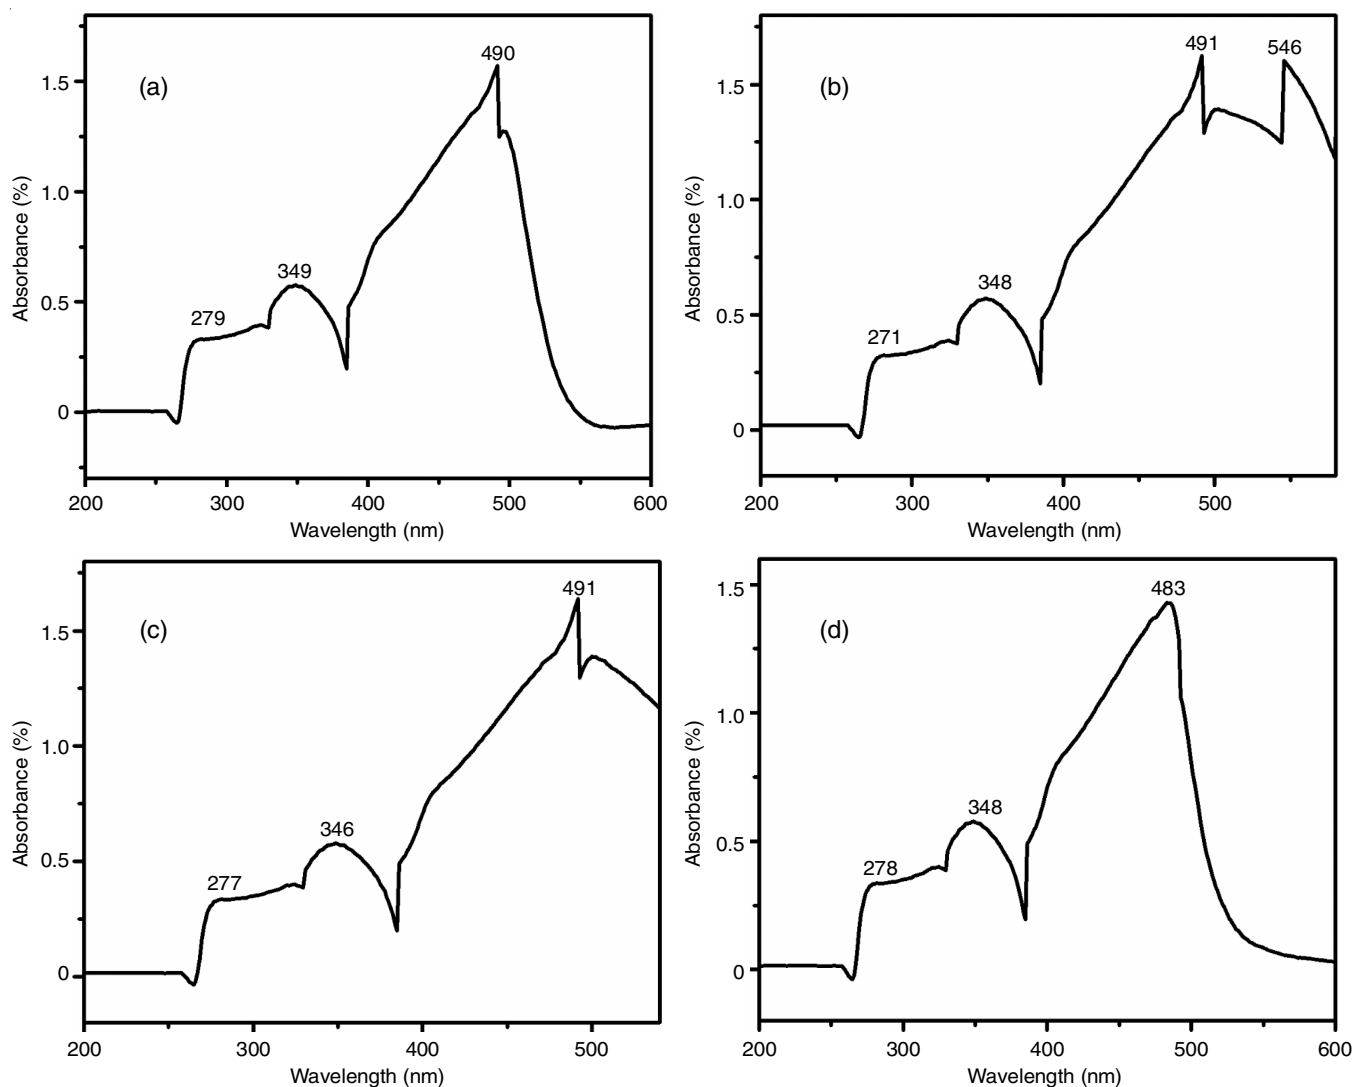 (a)
490
349
279
1.5
1.0
0.5
0
Absorbance (%)
200 300 400 500 600
Wavelength (nm)
(b)
491
546
348
271
1.5
1.0
0.5
0
Absorbance (%)
200 300 400 500
Wavelength (nm)
(c)
491
346
277
1.5
1.0
0.5
0
Absorbance (%)
200 300 400 500
Wavelength (nm)
(d)
483
348
278
1.5
1.0
0.5
0
Absorbance (%)
200 300 400 500 600
Wavelength (nm)